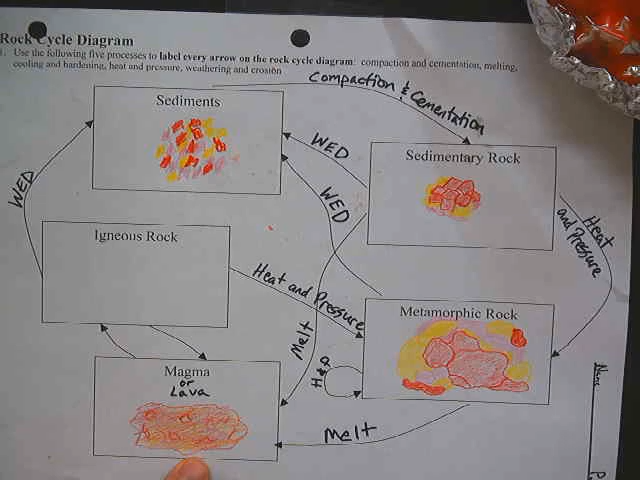 Rock Cycle Diagram
1. Use the following five processes to label every arrow on the rock cycle diagram: compaction and cementation, melting,
cooling and hardening, heat and pressure, weathering and erosion
Compaction & Cementation
Sediments
WED
Sedimentary Rock
WED
WED
Heat
and Pressure
Igneous Rock
Heat and Pressure
Metamorphic Rock
Melt
H&P
Magma
or
Lava
Melt
Name